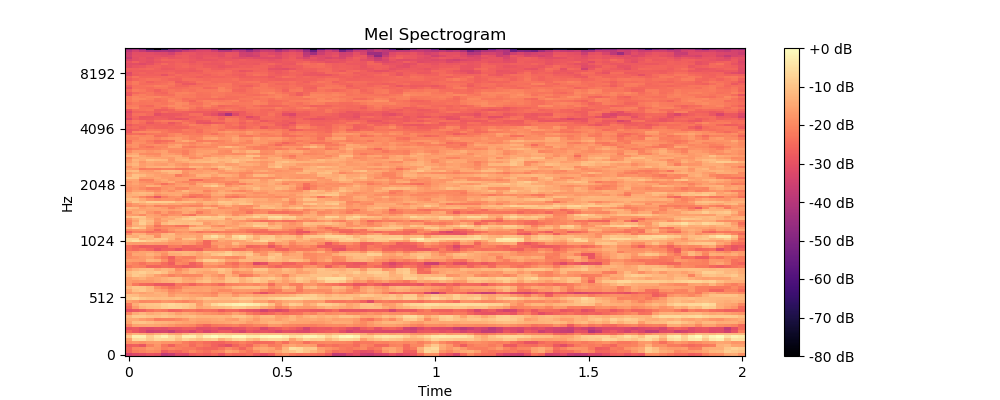 Mel Spectrogram
Hz
8192
4096
2048
1024
512
0
0 0.5 1 1.5 2
Time
+0 dB
-10 dB
-20 dB
-30 dB
-40 dB
-50 dB
-60 dB
-70 dB
-80 dB